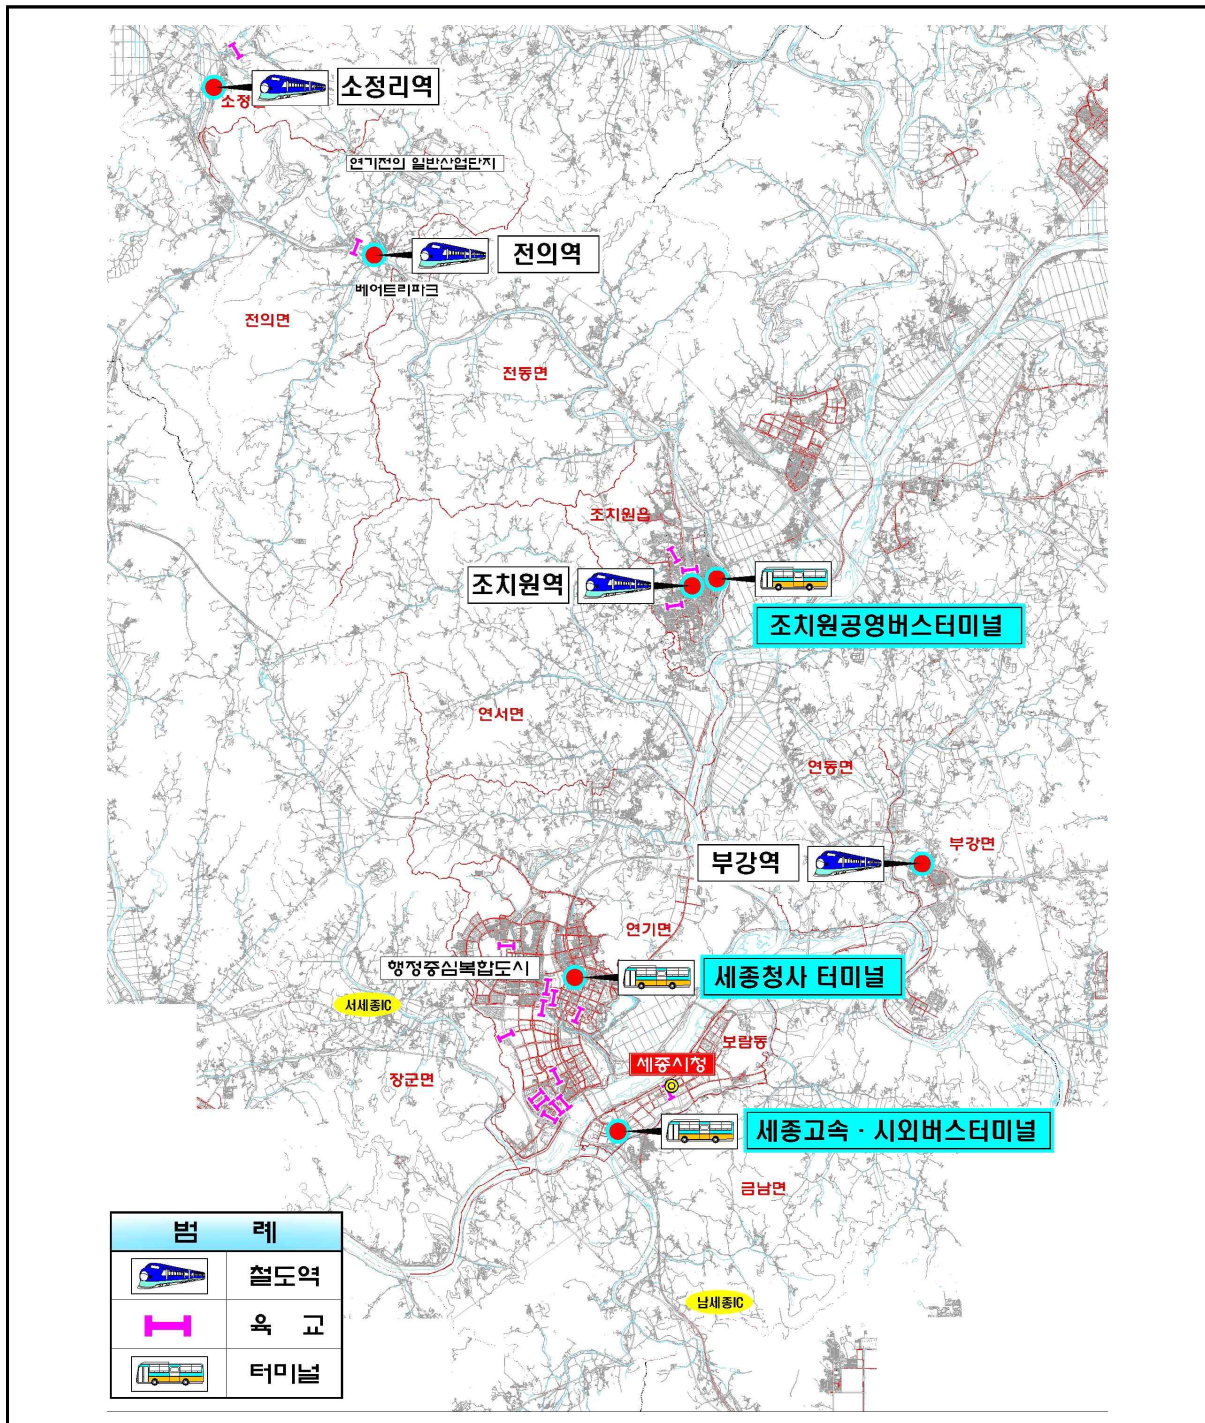 소정리역
소정
연기전의 일반산업단지
전의역
베어트리파크
전의면
전동면
조치원읍
조치원역
조치원공영버스터미널
연서면
연동면
부강면
부강역
연기면
행정중심복합도시
세종청사 터미널
서세종IC
보람동
세종시청
장군면
세종고속 · 시외버스터미널
금남면
남세종IC
범 례
철도역
육 교
터미널